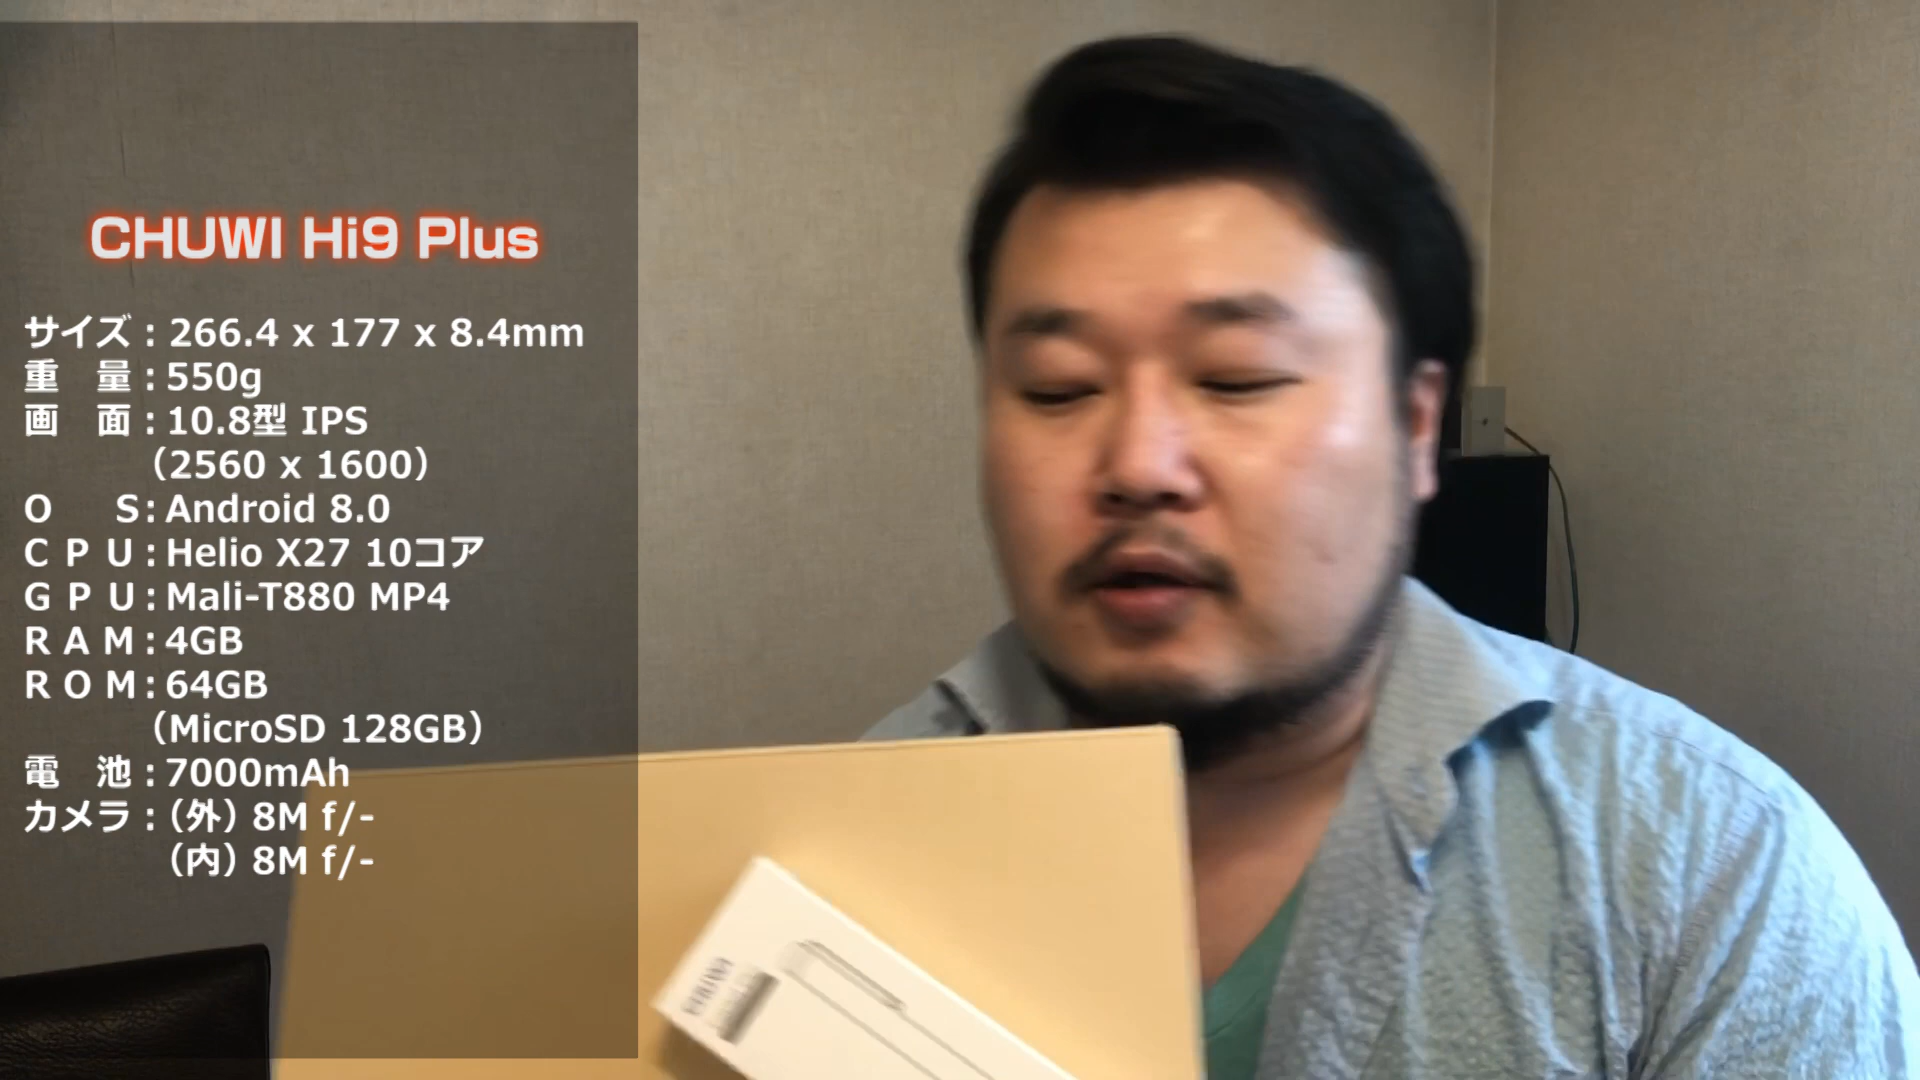 CHUWI Hi9 Plus
サイズ : 266.4 x 177 x 8.4mm
重　量 : 550g
画　面 : 10.8型 IPS
（2560 x 1600）
O　S : Android 8.0
C P U : Helio X27 10コア
G P U : Mali-T880 MP4
R A M : 4GB
R O M : 64GB
（MicroSD 128GB）
電　池 : 7000mAh
カメラ :（外）8M f/-
（内）8M f/-
CHUWI